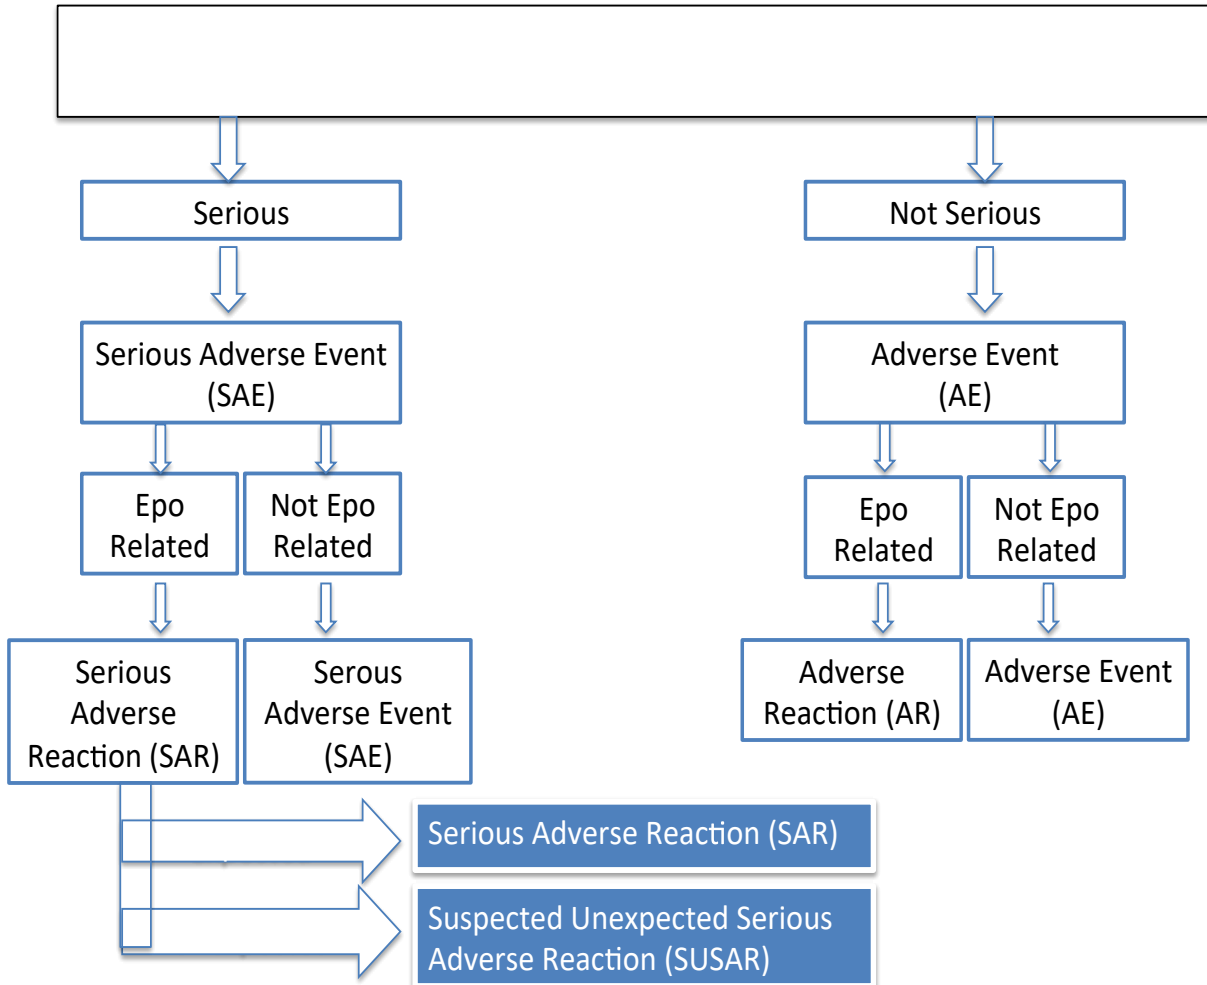 Serious
Not Serious
Serious Adverse Event
(SAE)
Adverse Event
(AE)
Epo
Related
Not Epo
Related
Epo
Related
Not Epo
Related
Serious
Adverse
Reaction (SAR)
Serous
Adverse Event
(SAE)
Adverse
Reaction (AR)
Adverse Event
(AE)
Serious Adverse Reaction (SAR)
Suspected Unexpected Serious
Adverse Reaction (SUSAR)